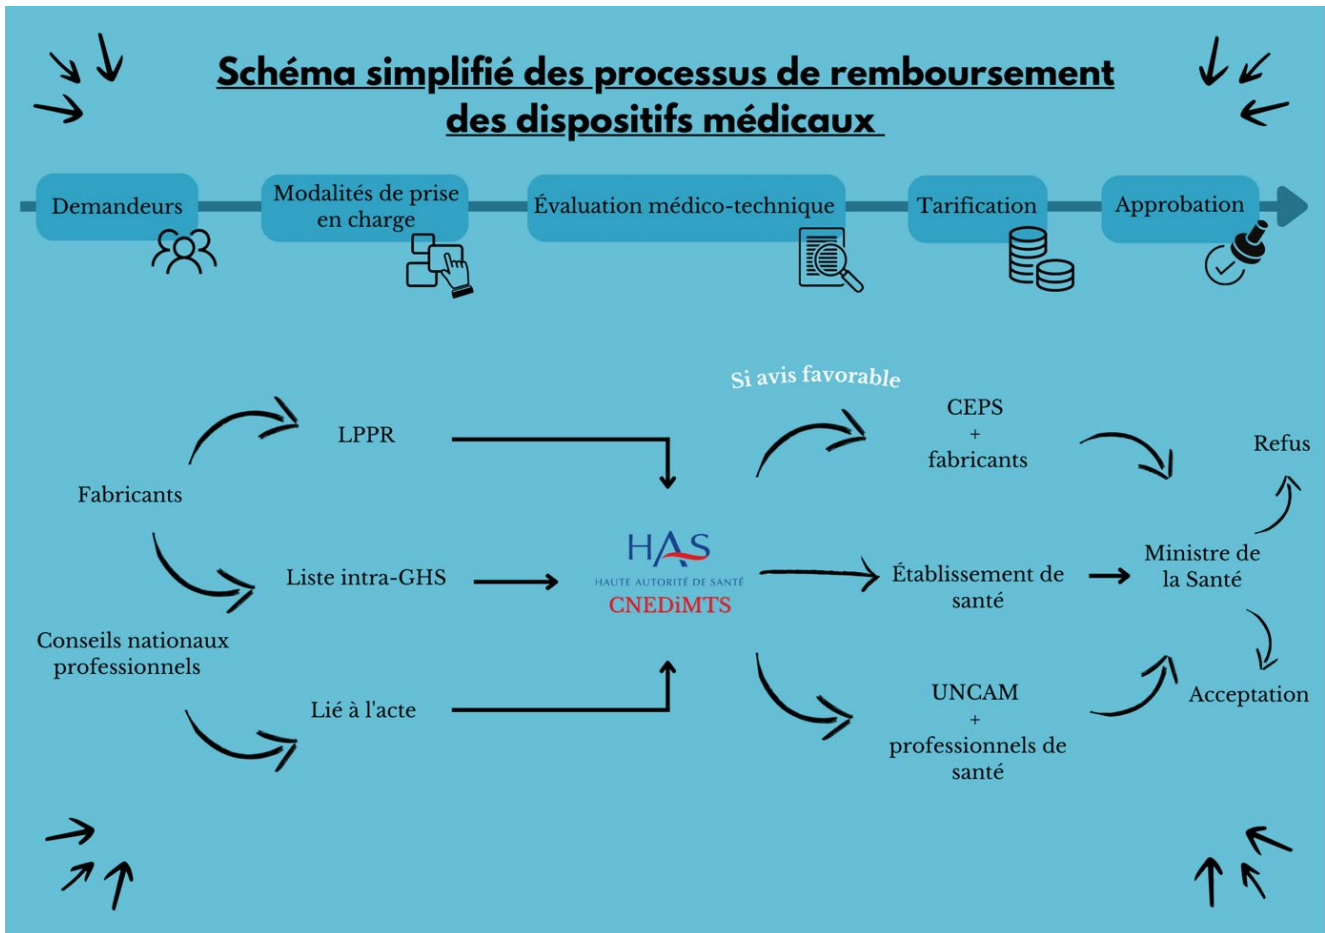 Schéma simplifié des processus de remboursement
des dispositifs médicaux
Demandeurs
Modalités de prise
en charge
Évaluation médico-technique
Tarification
Approbation
Si avis favorable
CEPS
+
fabricants
LPPR
Refus
Fabricants
HAS
HAUTE AUTORITÉ DE SANTÉ
CNEDiMTS
Liste intra-GHS
Établissement de
santé
Ministre de
la Santé
Conseils nationaux
professionnels
Lié à l'acte
UNCAM
+
professionnels de
santé
Acceptation